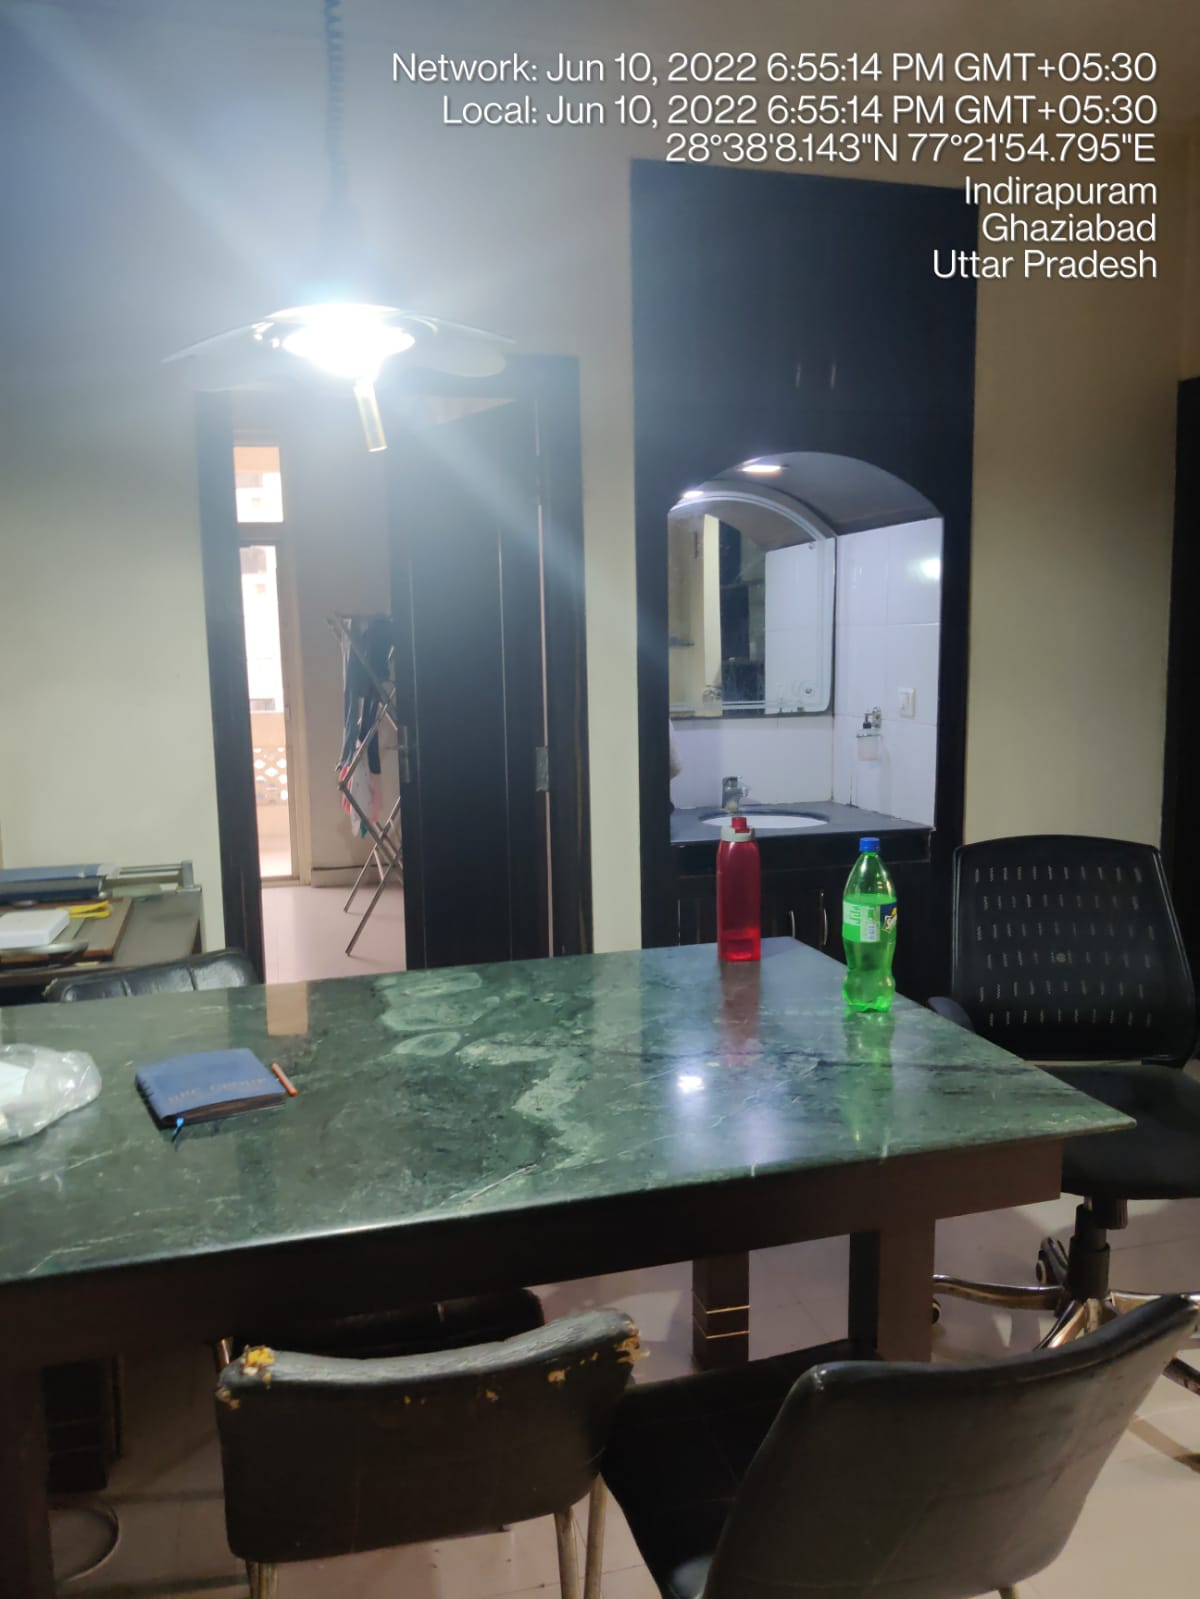 Network: Jun 10, 2022 6:55:14 PM GMT+05:30
Local: Jun 10, 2022 6:55:14 PM GMT+05:30
28°38'8.143"N 77°21'54.795"E
Indirapuram
Ghaziabad
Uttar Pradesh
GROUP